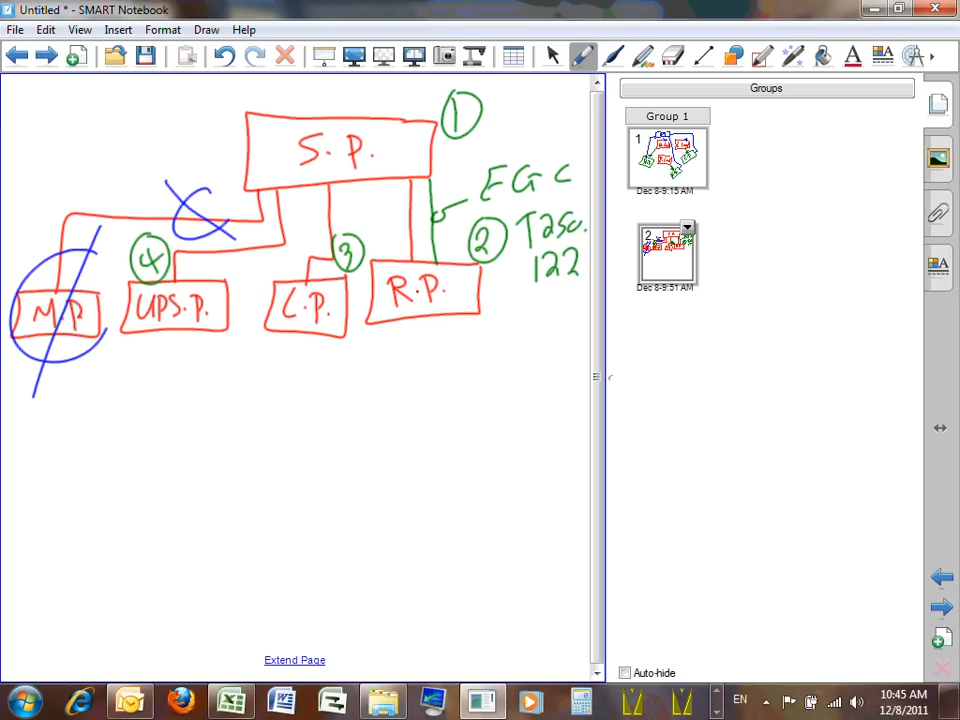 Untitled * - SMART Notebook
File Edit View Insert Format Draw Help
Groups
Group 1
1
Dec 8-9:15 AM
2
Dec 8-9:51 AM
S. P.
1
EGC
2
T250.
122
4
3
M.P
UPS.P.
C.P.
R.P.
Extend Page
Auto-hide
EN
10:45 AM
12/8/2011